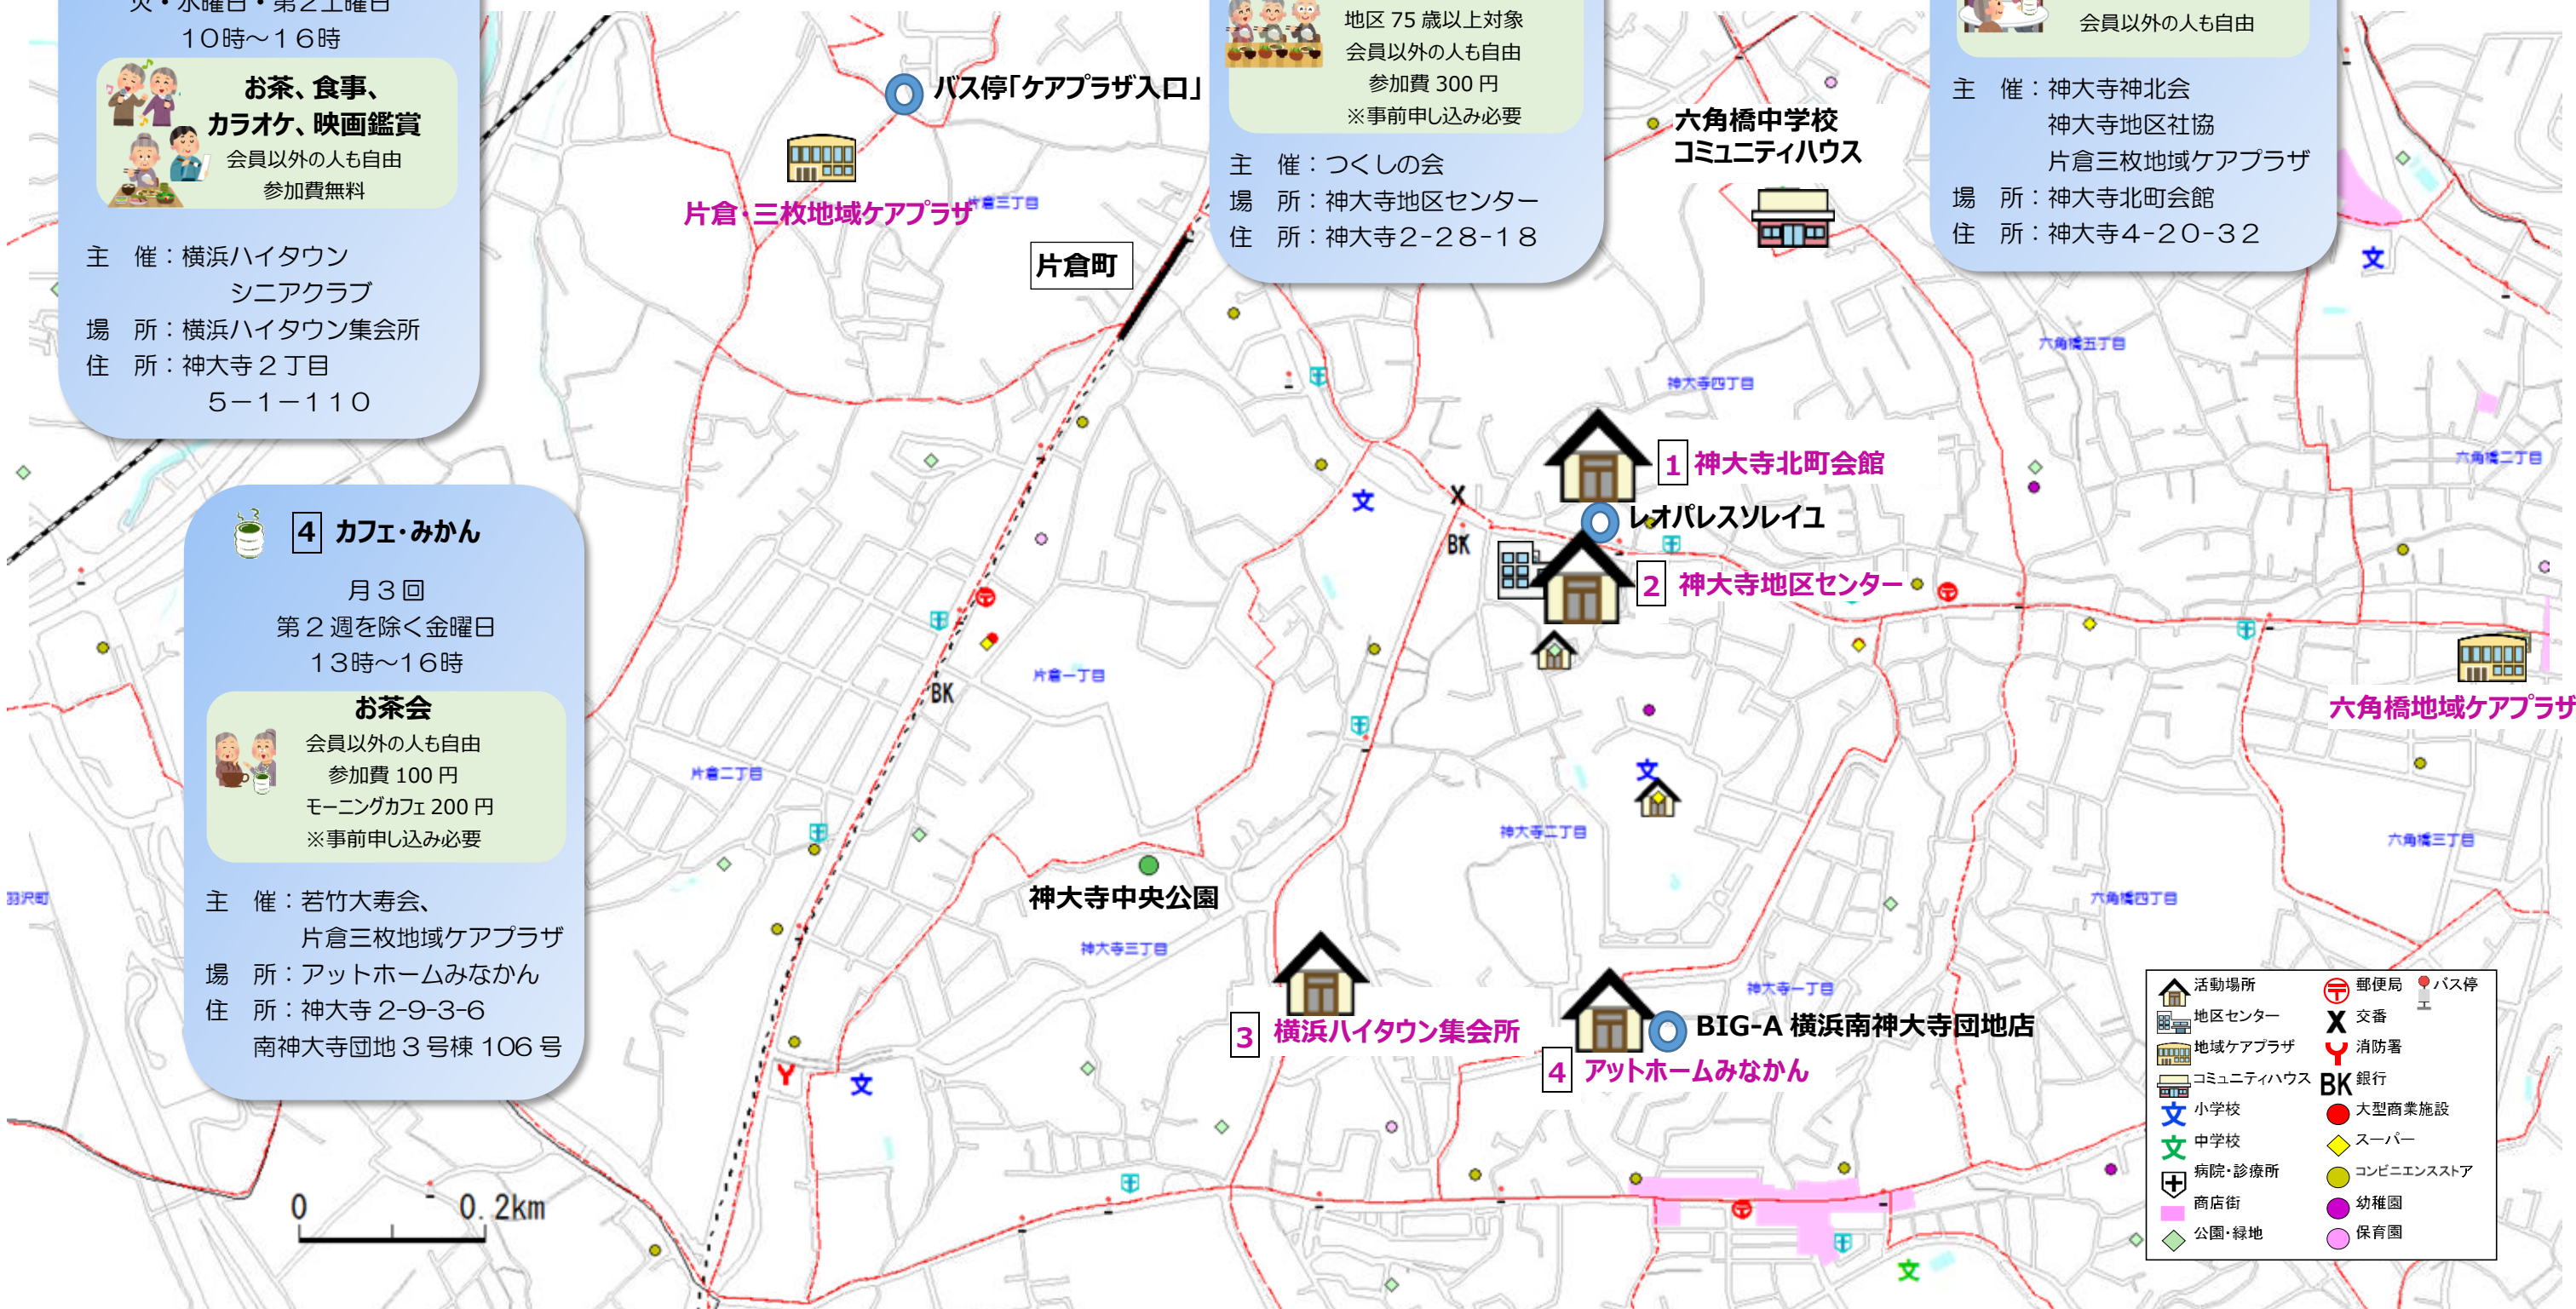 火・水曜日・第２土曜日
１０時～１６時
お茶、食事、
カラオケ、映画鑑賞
会員以外の人も自由
参加費無料
主　催：横浜ハイタウン
シニアクラブ
場　所：横浜ハイタウン集会所
住　所：神大寺２丁目
５－１－１１０
地区 75 歳以上対象
会員以外の人も自由
参加費 300 円
※事前申し込み必要
主　催：つくしの会
場　所：神大寺地区センター
住　所：神大寺２-２８-１８
会員以外の人も自由
主　催：神大寺神北会
神大寺地区社協
片倉三枚地域ケアプラザ
場　所：神大寺北町会館
住　所：神大寺４-２０-３２
4 カフェ・みかん
月３回
第２週を除く金曜日
１３時～１６時
お茶会
会員以外の人も自由
参加費 100 円
モーニングカフェ 200 円
※事前申し込み必要
主　催：若竹大寿会、
片倉三枚地域ケアプラザ
場　所：アットホームみなかん
住　所：神大寺 2-9-3-6
南神大寺団地３号棟 106 号
バス停「ケアプラザ入口」
片倉・三枚地域ケアプラザ
片倉三丁目
片倉町
六角橋中学校
コミュニティハウス
文
六角橋五丁目
神大寺四丁目
六角橋二丁目
1 神大寺北町会館
文
X
レオパレスソレイユ
BK
2 神大寺地区センター
片倉一丁目
BK
六角橋地域ケアプラザ
片倉二丁目
文
神大寺二丁目
六角橋三丁目
神大寺中央公園
羽沢町
六角橋四丁目
神大寺三丁目
神大寺一丁目
3 横浜ハイタウン集会所
BIG-A 横浜南神大寺団地店
4 アットホームみなかん
Y
文
0　0.2km
文
活動場所
地区センター
地域ケアプラザ
コミュニティハウス
文 小学校
文 中学校
病院・診療所
商店街
公園・緑地
郵便局
バス停
X 交番
Y 消防署
BK 銀行
大型商業施設
スーパー
コンビニエンスストア
幼稚園
保育園